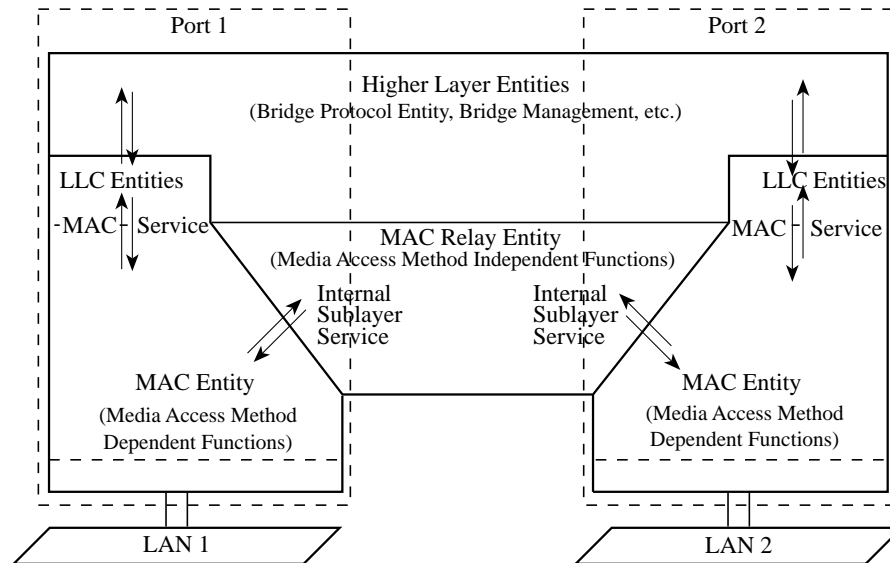 Port 1
Port 2
Higher Layer Entities
(Bridge Protocol Entity, Bridge Management, etc.)
LLC Entities
LLC Entities
MAC Service
MAC Service
MAC Relay Entity
(Media Access Method Independent Functions)
Internal
Sublayer
Service
Internal
Sublayer
Service
MAC Entity
(Media Access Method
Dependent Functions)
MAC Entity
(Media Access Method
Dependent Functions)
LAN 1
LAN 2